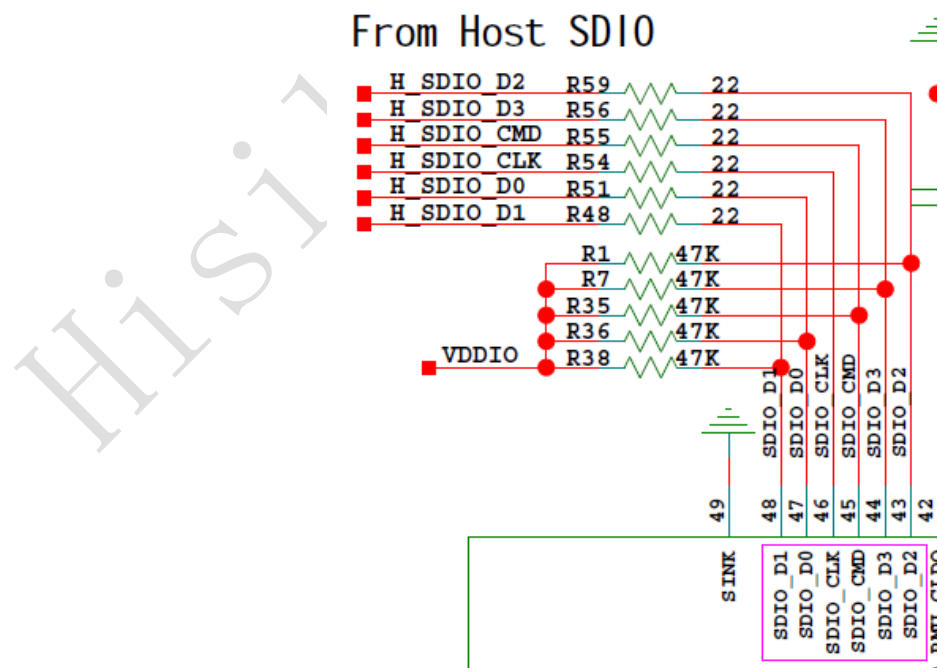 From Host SDIO
H_SDIO_D2 R59 22
H_SDIO_D3 R56 22
H_SDIO_CMD R55 22
H_SDIO_CLK R54 22
H_SDIO_D0 R51 22
H_SDIO_D1 R48 22
R1 47K
R7 47K
R35 47K
R36 47K
VDDIO R38 47K
SDIO_D1
SDIO_D0
SDIO_CLK
SDIO_CMD
SDIO_D3
SDIO_D2
49
48
47
46
45
44
43
42
SINK
SDIO_D1
SDIO_D0
SDIO_CLK
SDIO_CMD
SDIO_D3
SDIO_D2
Hisi